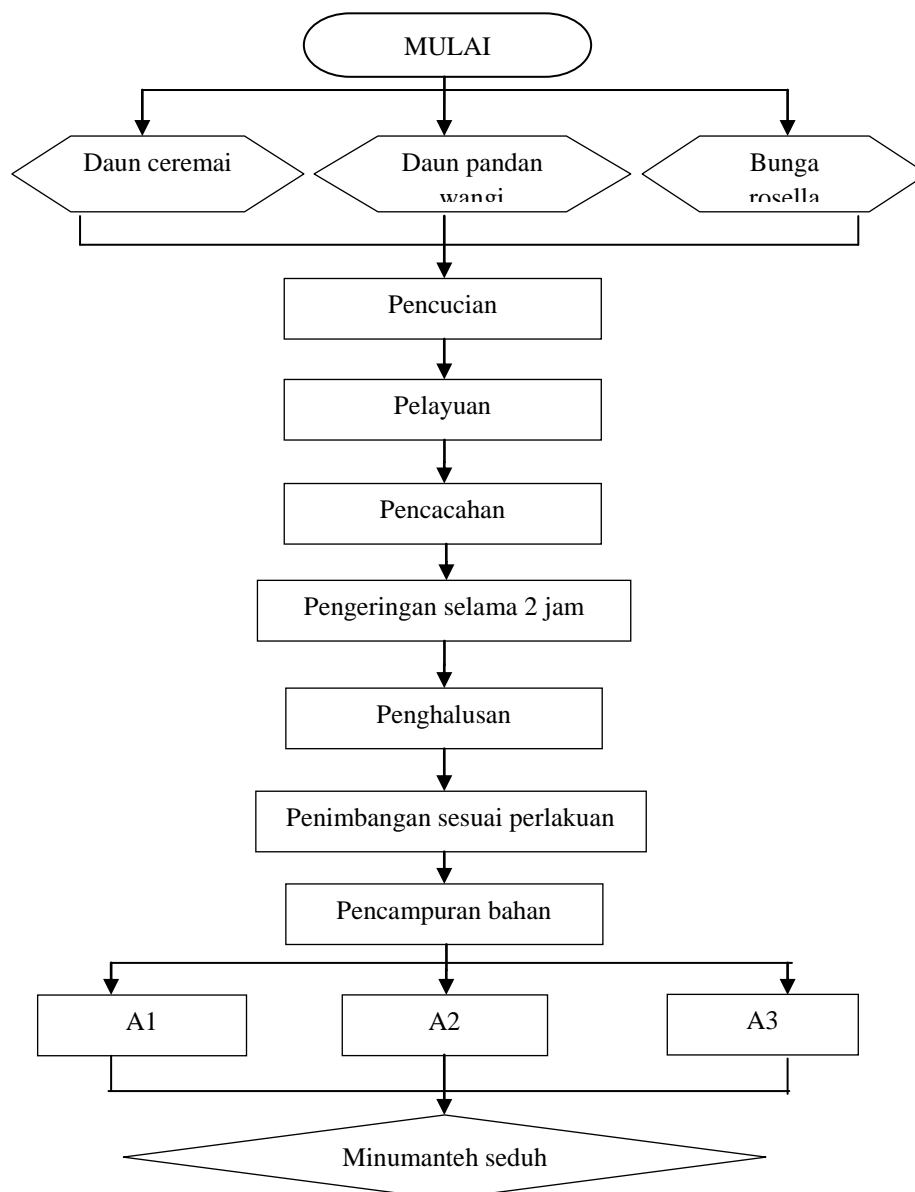 MULAI
Daun ceremai
Daun pandan
wangi
Bunga
rosella
Pencucian
Pelayuan
Pencacahan
Pengeringan selama 2 jam
Penghalusan
Penimbangan sesuai perlakuan
Pencampuran bahan
A1
A2
A3
Minumanteh seduh